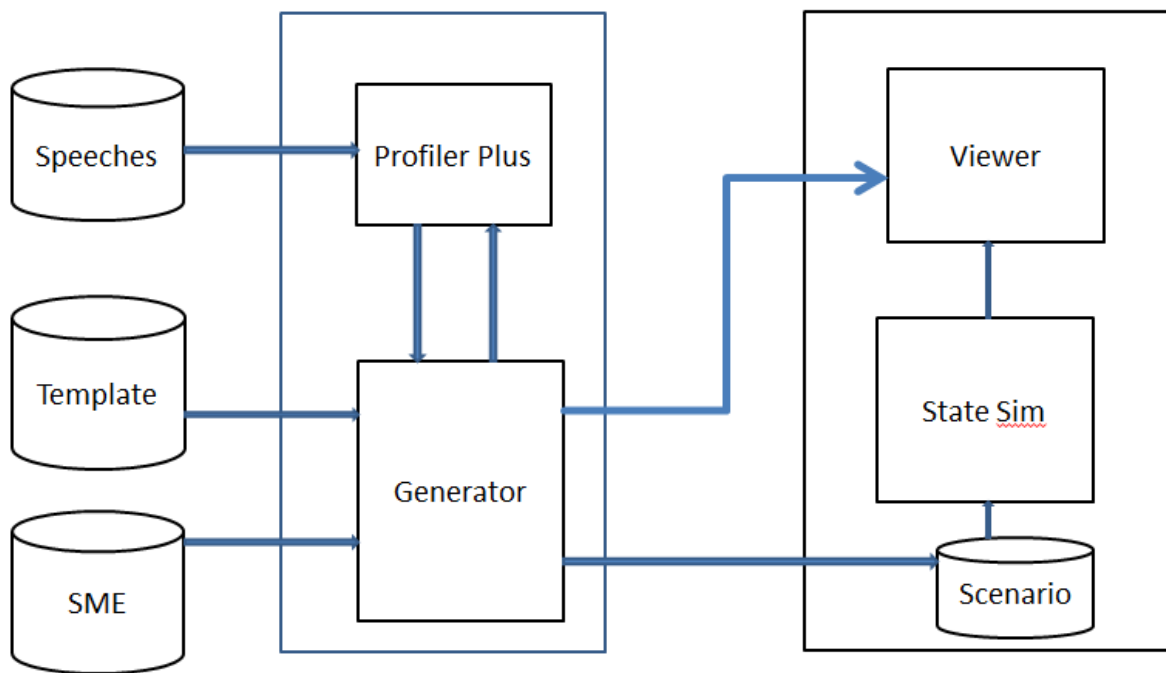 Speeches
Profiler Plus
Viewer
Template
State Sim
Generator
SME
Scenario